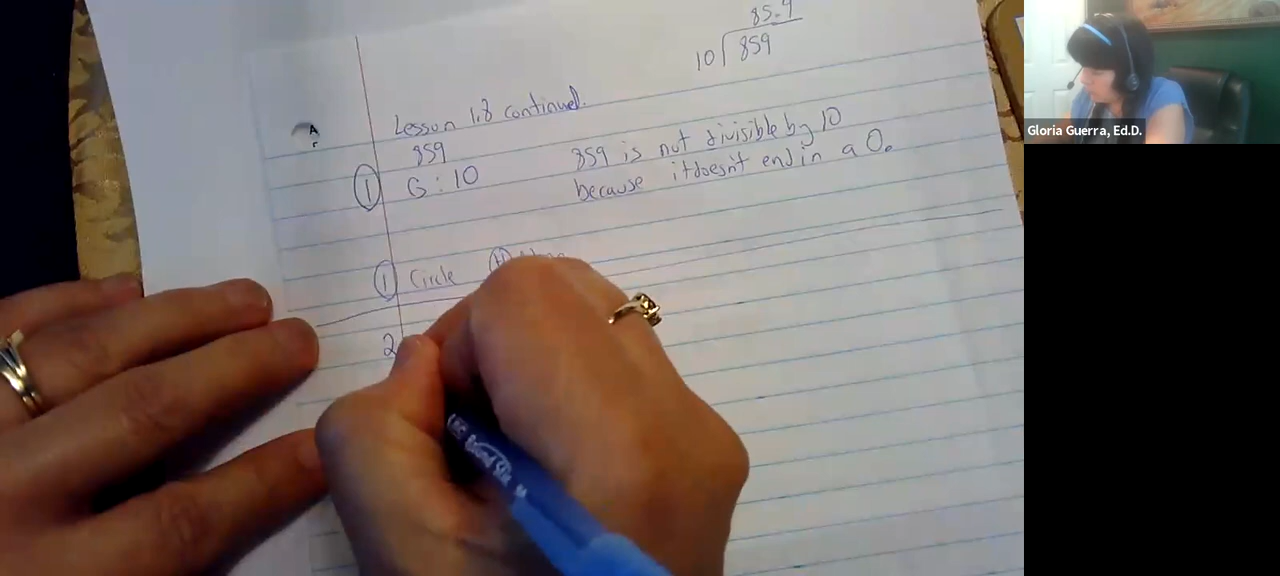 85.9
10 859
Lesson 1.8 continued.
859
859 is not divisible by 10
① G : 10
because it doesn't end in a 0.
① Circle
2
Gloria Guerra, Ed.D.